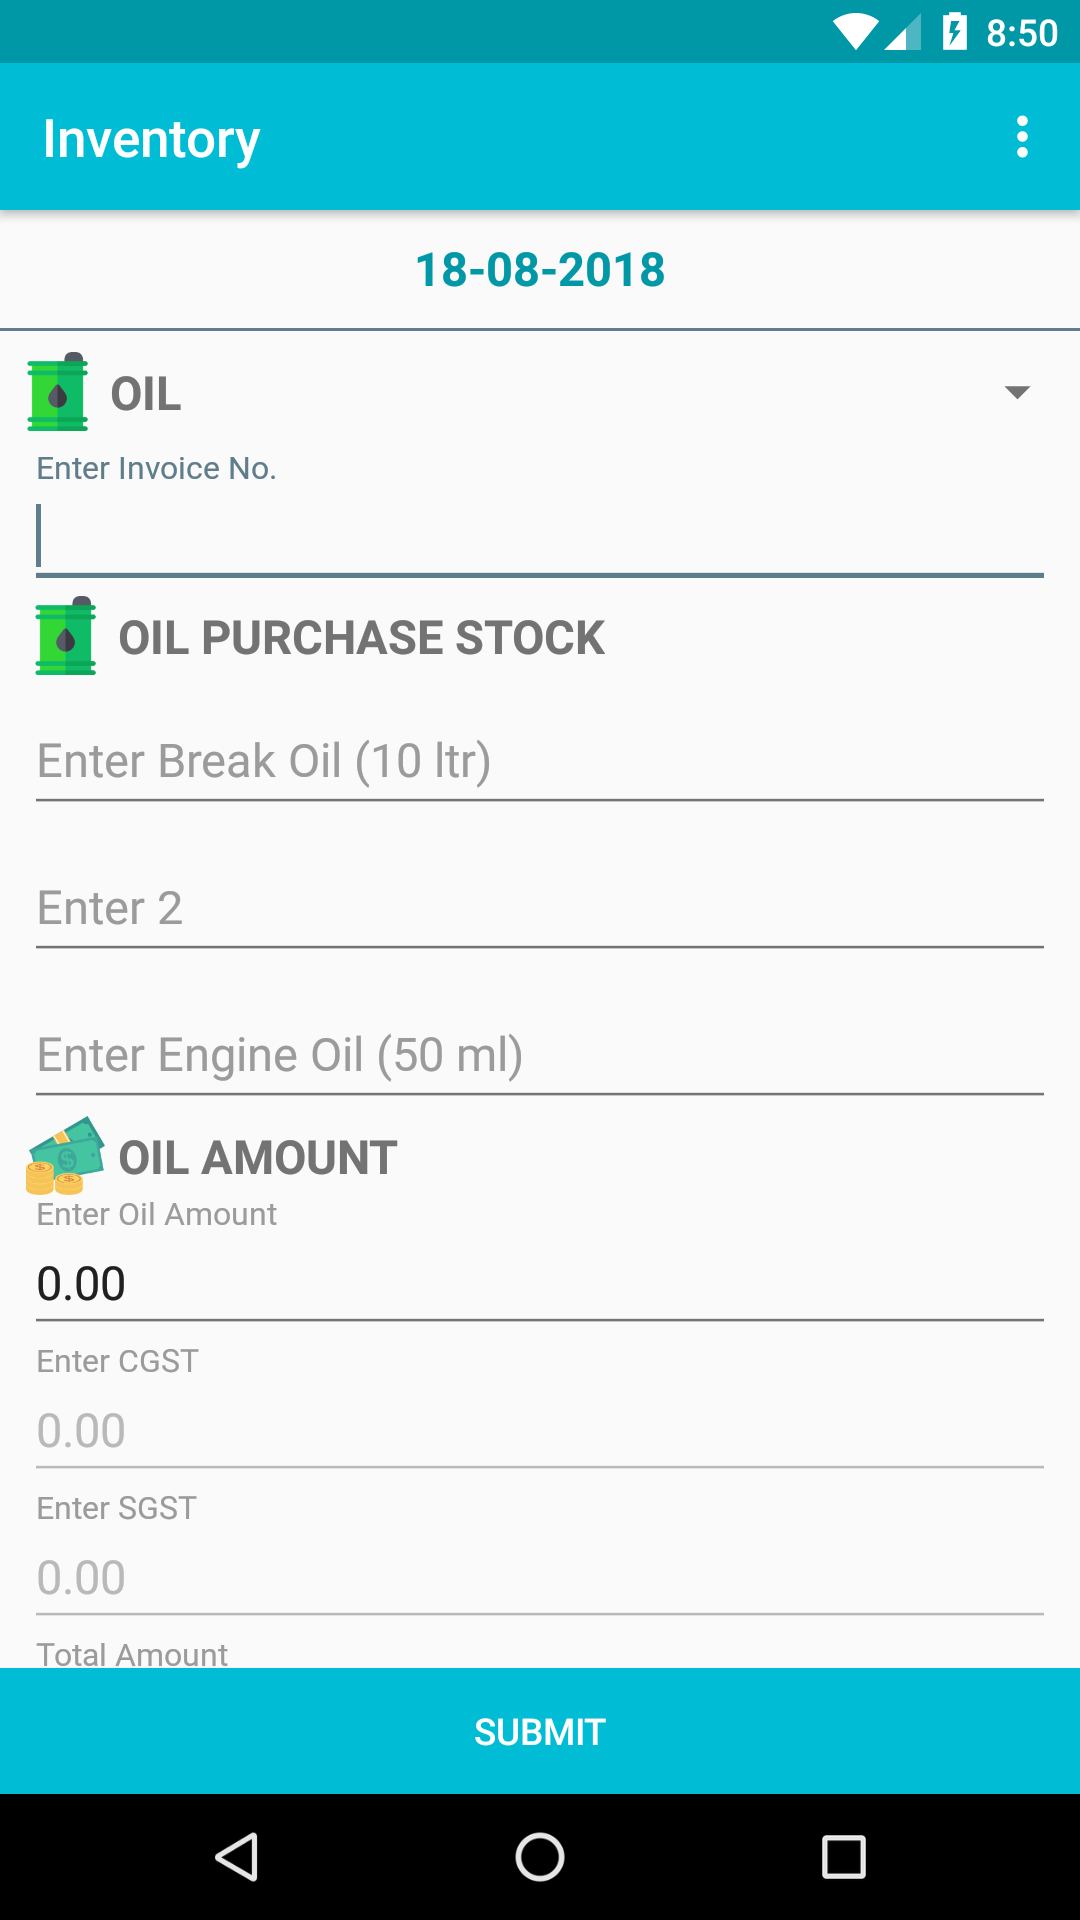 8:50
Inventory
18-08-2018
OIL
Enter Invoice No.
OIL PURCHASE STOCK
Enter Break Oil (10 ltr)
Enter 2
Enter Engine Oil (50 ml)
OIL AMOUNT
Enter Oil Amount
0.00
Enter CGST
0.00
Enter SGST
0.00
Total Amount
SUBMIT